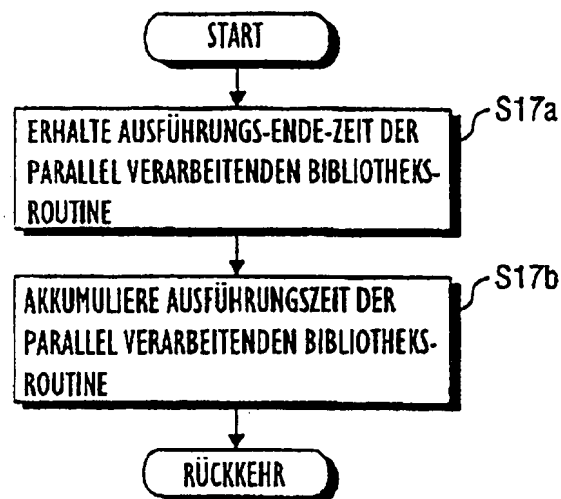 START
S17a
ERHALTE AUSFÜHRUNGS-ENDE-ZEIT DER
PARALLEL VERARBEITENDEN BIBLIOTHEKS-
ROUTINE
S17b
AKKUMULIERE AUSFÜHRUNGSZEIT DER
PARALLEL VERARBEITENDEN BIBLIOTHEKS-
ROUTINE
RÜCKKEHR